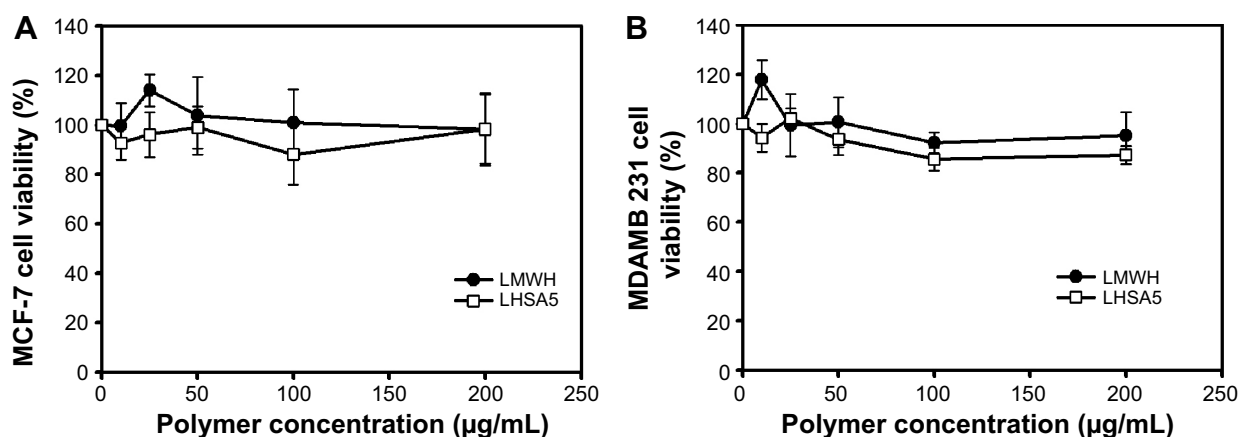 A
MCF-7 cell viability (%)
140
120
100
80
60
40
20
0
LMWH
LHSA5
0 50 100 150 200 250
Polymer concentration (µg/mL)
B
MDAMB 231 cell
viability (%)
140
120
100
80
60
40
20
0
LMWH
LHSA5
0 50 100 150 200 250
Polymer concentration (µg/mL)